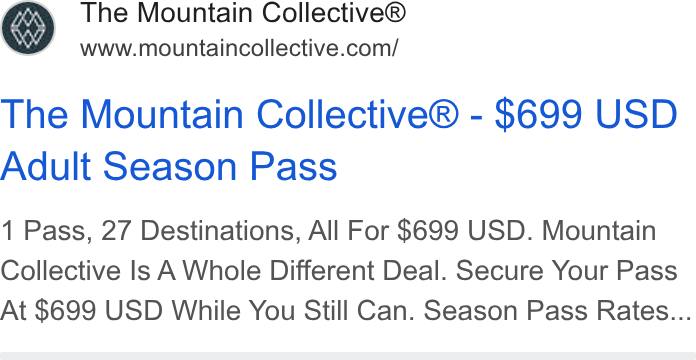 The Mountain Collective®
www.mountaincollective.com/
The Mountain Collective® - $699 USD
Adult Season Pass
1 Pass, 27 Destinations, All For $699 USD. Mountain
Collective Is A Whole Different Deal. Secure Your Pass
At $699 USD While You Still Can. Season Pass Rates...